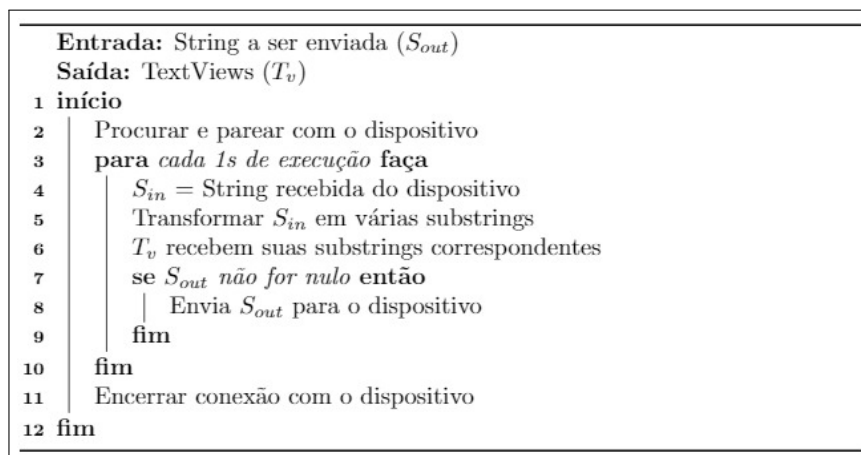 Entrada: String a ser enviada (S_out)
Saída: TextViews (T_v)
1 início
2 Procurar e parear com o dispositivo
3 para cada 1s de execução faça
4 S_in = String recebida do dispositivo
5 Transformar S_in em várias substrings
6 T_v recebem suas substrings correspondentes
7 se S_out não for nulo então
8 Envia S_out para o dispositivo
9 fim
10 fim
11 Encerrar conexão com o dispositivo
12 fim